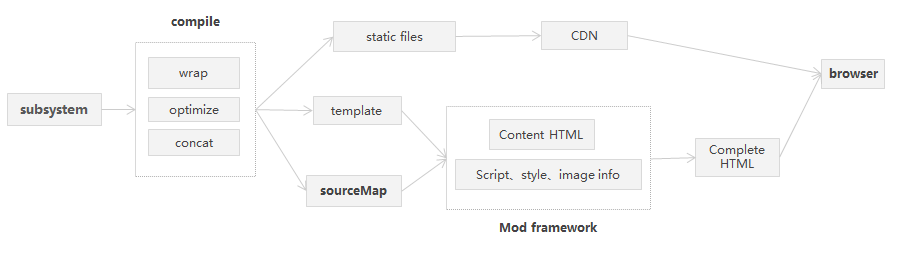 compile
static files
CDN
wrap
browser
subsystem
optimize
template
concat
Content HTML
Complete
HTML
Script、style、image info
sourceMap
Mod framework